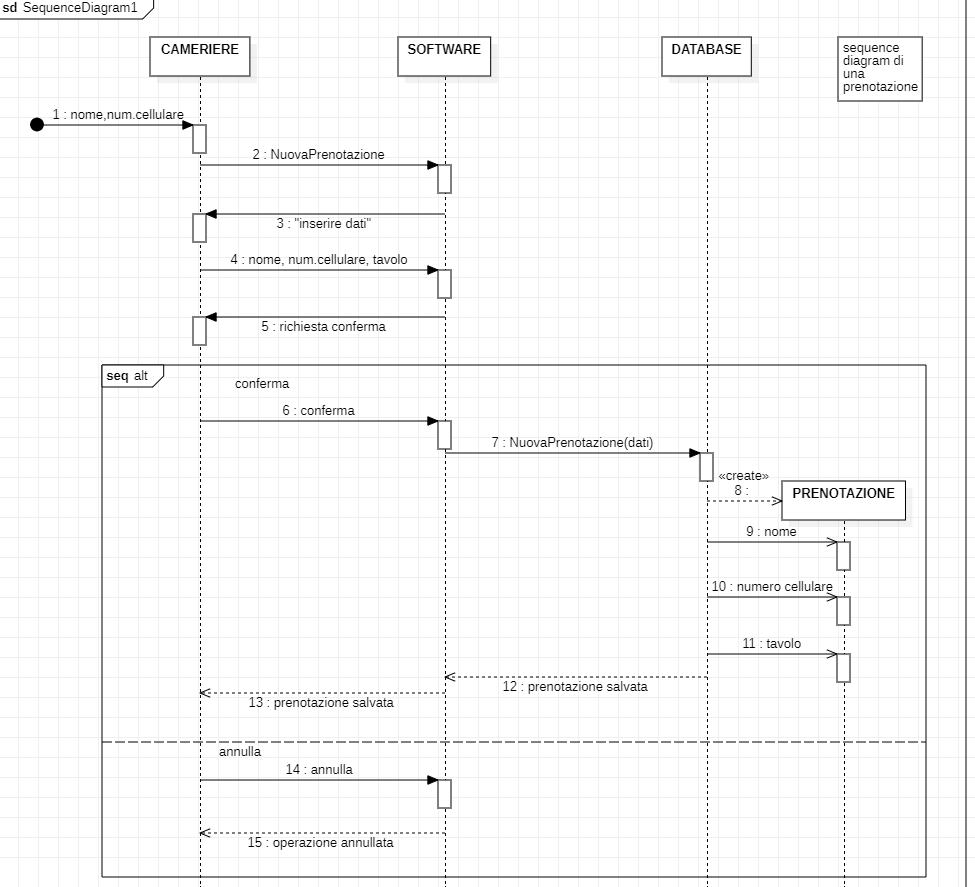 sd SequenceDiagram1
CAMERIERE
SOFTWARE
DATABASE
sequence
diagram di
una
prenotazione
1 : nome,num.cellulare
2 : NuovaPrenotazione
3 : "inserire dati"
4 : nome, num.cellulare, tavolo
5 : richiesta conferma
seq alt
conferma
6 : conferma
7 : NuovaPrenotazione(dati)
«create»
8 :
PRENOTAZIONE
9 : nome
10 : numero cellulare
11 : tavolo
12 : prenotazione salvata
13 : prenotazione salvata
annulla
14 : annulla
15 : operazione annullata